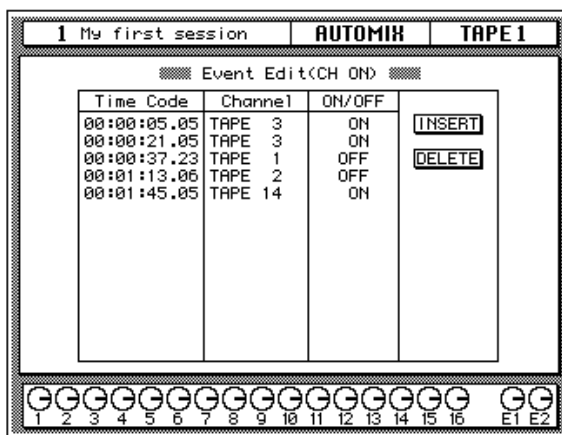 1 My first session AUTOMIX TAPE 1
Event Edit(CH ON)
Time Code Channel ON/OFF
00:00:05.05 TAPE 3 ON INSERT
00:00:21.05 TAPE 3 ON
00:00:37.23 TAPE 1 OFF DELETE
00:01:13.06 TAPE 2 OFF
00:01:45.05 TAPE 14 ON
1 2 3 4 5 6 7 8 9 10 11 12 13 14 15 16 E1 E2